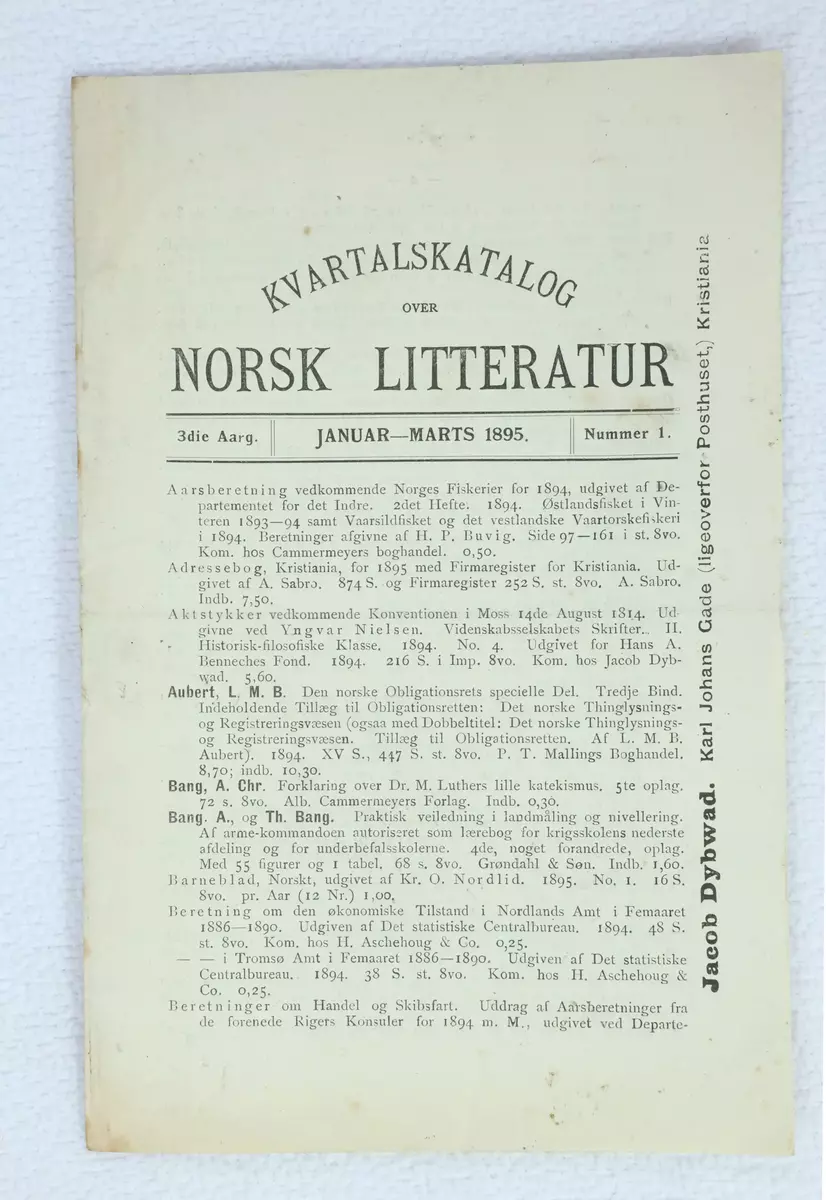 KVARTALSKATALOG
OVER
NORSK LITTERATUR
3die Aarg. JANUAR—MARTS 1895. Nummer 1.
Aarsberetning vedkommende Norges Fiskerier for 1894, udgivet af De-
partementet for det Indre. 2det Hefte. 1894. Østlandsfisket i Vin-
teren 1893—94 samt Vaarsildfisket og det vestlandske Vaartorskefiskeri
i 1894. Beretninger afgivne af H. P. Buvig. Side 97—161 i st. 8vo.
Kom. hos Cammermeyers boghandel. 0,50.
Adressebog, Kristiania, for 1895 med Firmaregister for Kristiania. Ud-
givet af A. Sabro. 874 S. og Firmaregister 252 S. st. 8vo. A. Sabro.
Indb. 7,50.
Aktstykker vedkommende Konventionen i Moss 14de August 1814. Ud-
givne ved Yngvar Nielsen. Videnskabsselskabets Skrifter. II.
Historisk-filosofiske Klasse. 1894. No. 4. Udgivet for Hans A.
Benneches Fond. 1894. 216 S. i Imp. 8vo. Kom. hos Jacob Dyb-
wad. 5,60.
Aubert, L. M. B. Den norske Obligationsrets specielle Del. Tredje Bind.
Indeholdende Tillæg til Obligationsretten: Det norske Thinglysnings-
og Registreringsvæsen (ogsaa med Dobbeltitel: Det norske Thinglysnings-
og Registreringsvæsen. Tillæg til Obligationsretten. Af L. M. B.
Aubert). 1894. XV S., 447 S. st. 8vo. P. T. Mallings Boghandel.
8,70; indb. 10,30.
Bang, A. Chr. Forklaring over Dr. M. Luthers lille katekismus. 5te oplag.
72 s. 8vo. Alb. Cammermeyers Forlag. Indb. 0,30.
Bang, A., og Th. Bang. Praktisk veiledning i landmåling og nivellering.
Af arme-kommandoen autoriseret som lærebog for krigsskolens nederste
afdeling og for underbefalsskolerne. 4de, noget forandrede, oplag.
Med 55 figurer og 1 tabel. 68 s. 8vo. Grøndahl & Søn. Indb. 1,60.
Barneblad, Norskt, udgivet af Kr. O. Nordlid. 1895. No. 1. 16 S.
8vo. pr. Aar (12 Nr.) 1,00.
Beretning om den økonomiske Tilstand i Nordlands Amt i Femaaret
1886—1890. Udgiven af Det statistiske Centralbureau. 1894. 48 S.
st. 8vo. Kom. hos H. Aschehoug & Co. 0,25.
— — i Tromsø Amt i Femaaret 1886—1890. Udgiven af Det statistiske
Centralbureau. 1894. 38 S. st. 8vo. Kom. hos H. Aschehoug &
Co. 0,25.
Beretninger om Handel og Skibsfart. Uddrag af Aarsberetninger fra
de forenede Rigers Konsuler for 1894 m. M., udgivet ved Departe-
Jacob Dybwad. Karl Johans Gade (ligeoverfor Posthuset,) Kristiania